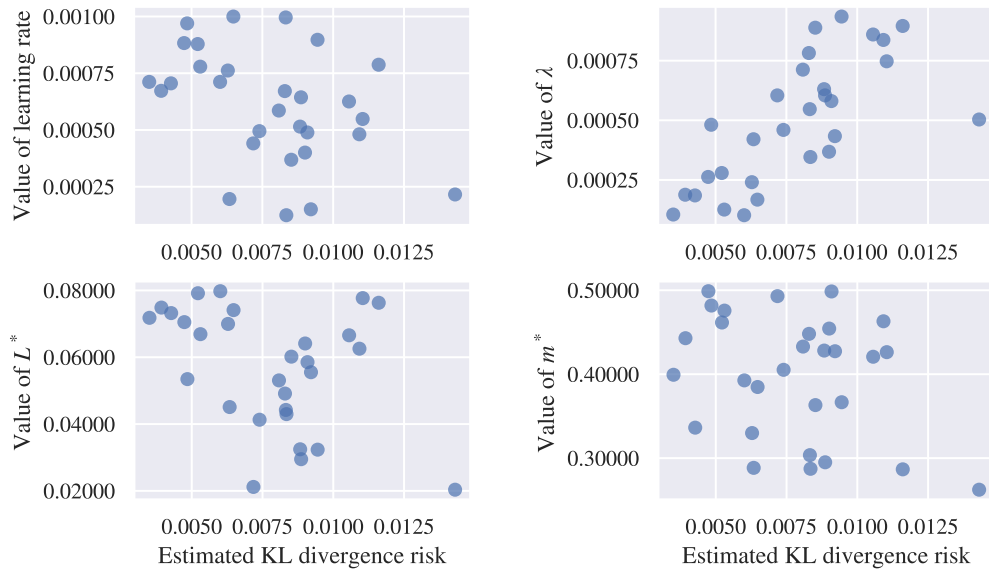 Value of learning rate
0.00100
0.00075
0.00050
0.00025
0.0050 0.0075 0.0100 0.0125
Value of λ
0.00075
0.00050
0.00025
0.0050 0.0075 0.0100 0.0125
Value of L*
0.08000
0.06000
0.04000
0.02000
0.0050 0.0075 0.0100 0.0125
Estimated KL divergence risk
Value of m*
0.50000
0.40000
0.30000
0.0050 0.0075 0.0100 0.0125
Estimated KL divergence risk